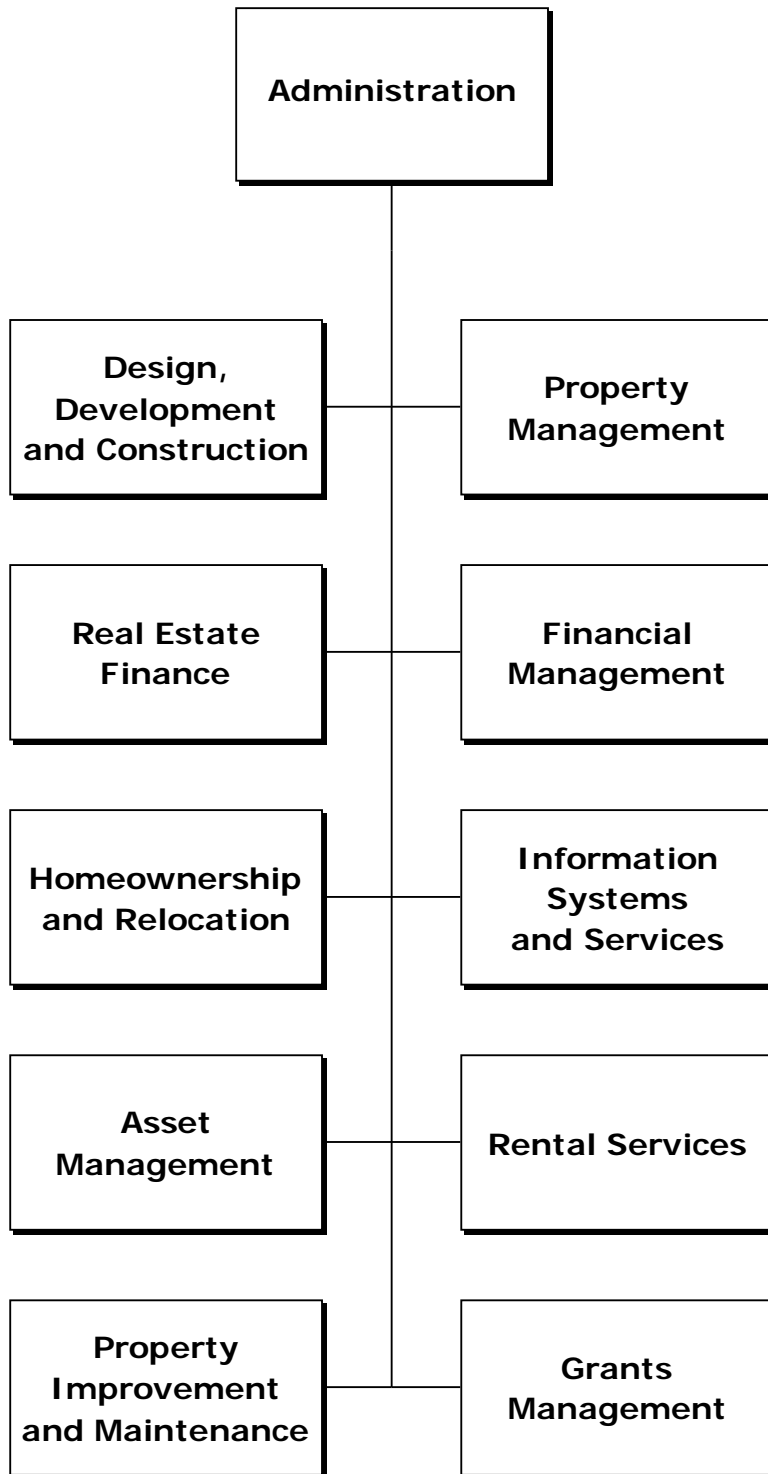 Administration
Design,
Development
and Construction
Property
Management
Real Estate
Finance
Financial
Management
Homeownership
and Relocation
Information
Systems
and Services
Asset
Management
Rental Services
Property
Improvement
and Maintenance
Grants
Management